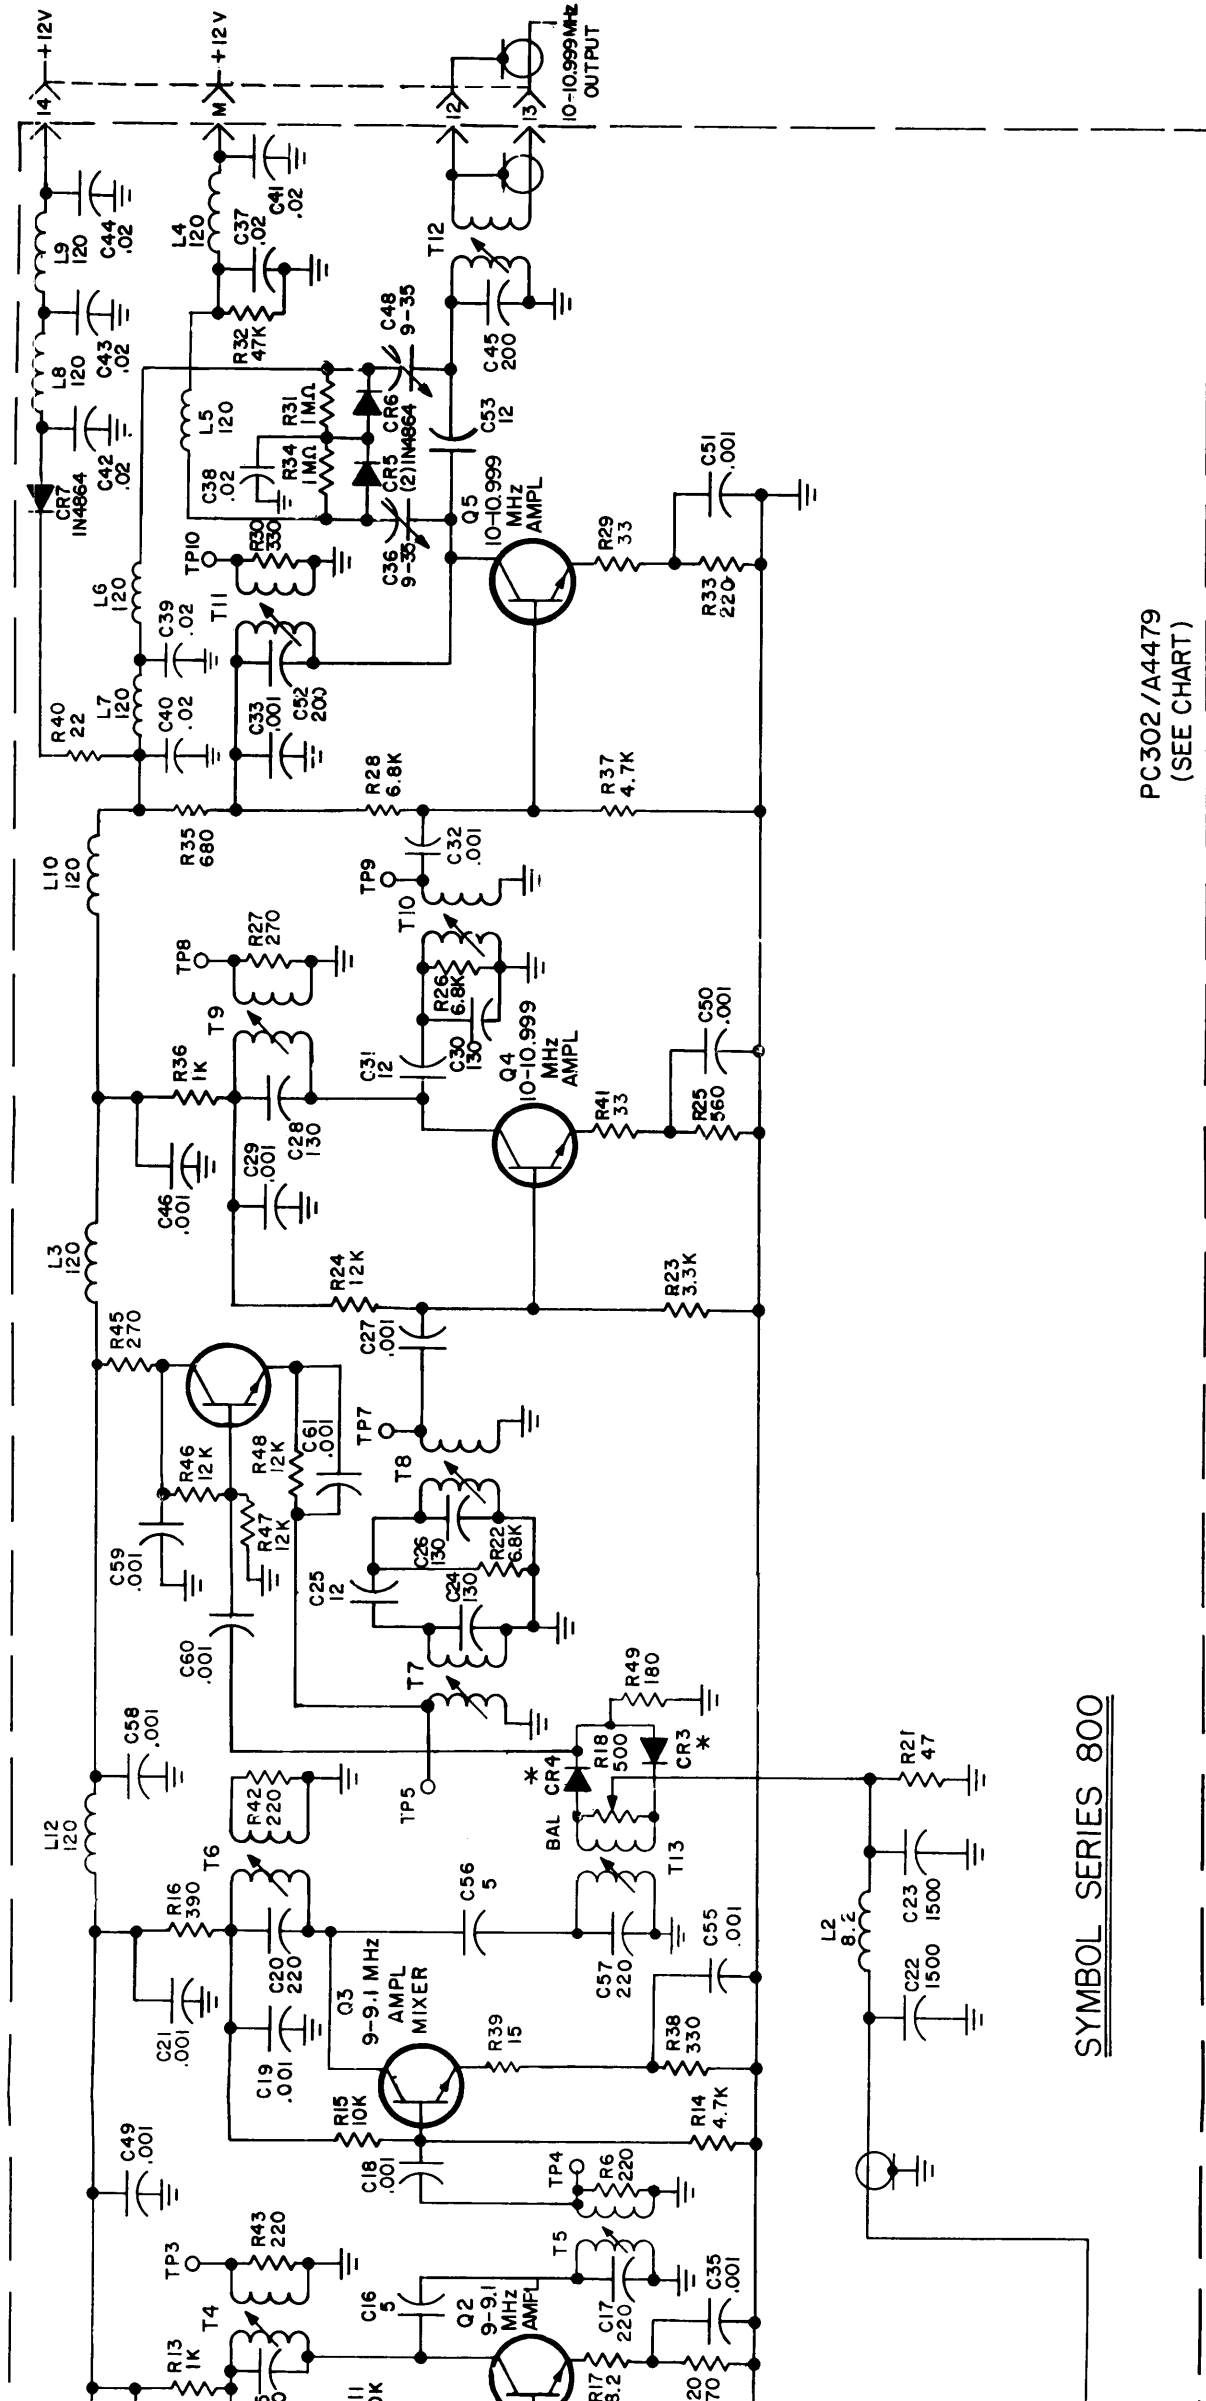 +12V
14
+12V
M
12
13
10-10.999MHz
OUTPUT
L9
120
C44
.02
L8
120
C43
.02
C42
.02
CR7
IN4864
L4
120
C41
.02
C37
.02
R32
47K
L5
120
T12
C48
9-35
C45
200
R31
1MΩ
R34
1MΩ
C38
.02
CR6
CR5
(2)IN4864
C53
12
C36
9-35
Q5
10-10.999
MHz
AMPL
C51
.001
R29
33
R33
220
TP10
R30
330
T11
L6
120
C39
.02
L7
120
C40
.02
R40
22
C33
.001
C52
200
R28
6.8K
R37
4.7K
R35
680
L10
120
C32
.001
TP9
T10
R26
6.8K
C30
130
C31
12
TP8
R27
270
T9
R36
1K
C28
130
C29
.001
C46
.001
Q4
10-10.999
MHz
AMPL
C50
.001
R41
33
R25
560
L3
120
R24
12K
R23
3.3K
C27
.001
R45
270
R46
12K
R48
12K
C61
.001
R47
12K
C59
.001
C60
.001
TP7
T8
C26
130
R22
6.8K
C25
12
C24
130
T7
TP5
R49
180
R18
500
CR4
*
CR3
*
BAL
T13
C58
.001
L12
120
R42
220
T6
R16
390
C20
220
C21
.001
C19
.001
C56
5
C57
220
C55
.001
Q3
9-9.1 MHz
AMPL
MIXER
R39
15
R38
330
R15
10K
R14
4.7K
C18
.001
TP4
R6
220
T5
C17
220
C16
5
C49
.001
TP3
R43
220
T4
R13
1K
Q2
9-9.1
MHz
AMPL
C35
.001
R17
8.2
R21
47
C23
1500
L2
8.2
C22
1500
PC302/A4479
(SEE CHART)
SYMBOL SERIES 800